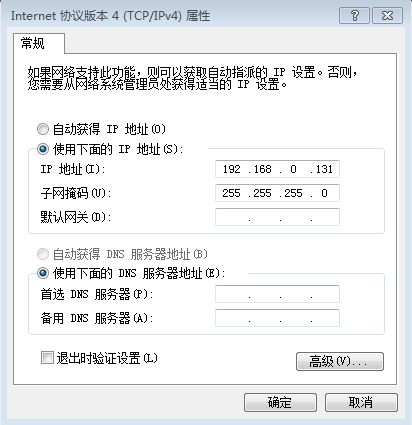 Internet 协议版本 4 (TCP/IPv4) 属性
常规
如果网络支持此功能，则可以获取自动指派的 IP 设置。否则，
您需要从网络系统管理员处获得适当的 IP 设置。
自动获得 IP 地址(O)
使用下面的 IP 地址(S):
IP 地址(I): 192 .168 . 0 .131
子网掩码(U): 255 .255 .255 . 0
默认网关(D): . . .
自动获得 DNS 服务器地址(B)
使用下面的 DNS 服务器地址(E):
首选 DNS 服务器(P): . . .
备用 DNS 服务器(A): . . .
退出时验证设置(L)
高级(V)...
确定 取消